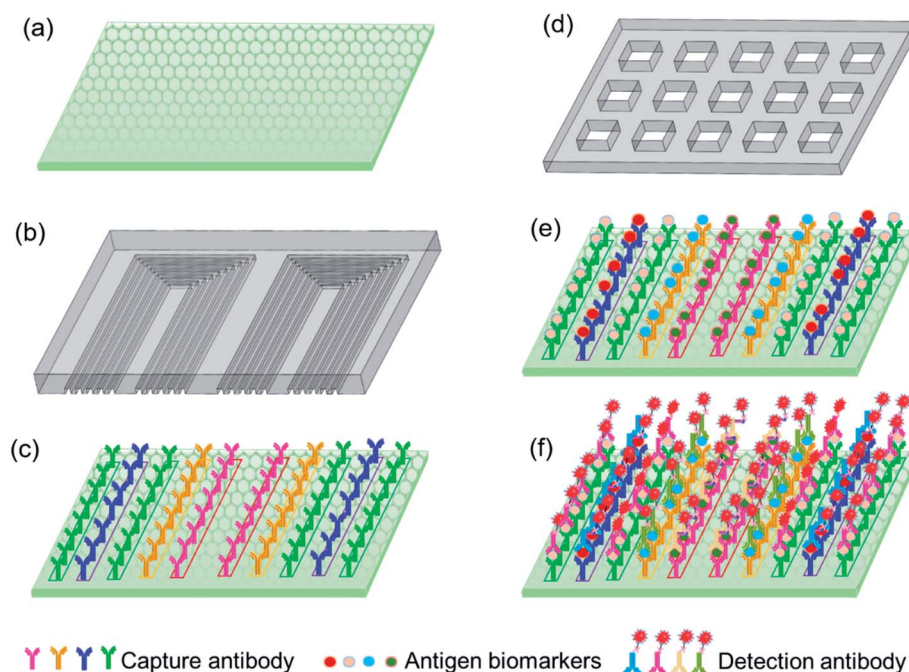 (a)
(d)
(b)
(e)
(c)
(f)
Capture antibody
Antigen biomarkers
Detection antibody